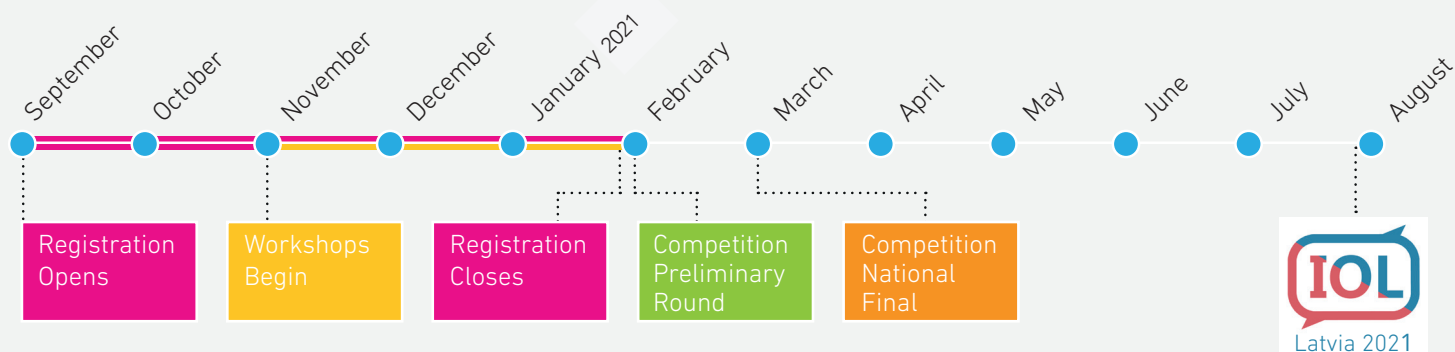 September
October
November
December
January 2021
February
March
April
May
June
July
August
Registration
Opens
Workshops
Begin
Registration
Closes
Competition
Preliminary
Round
Competition
National
Final
IOL
Latvia 2021